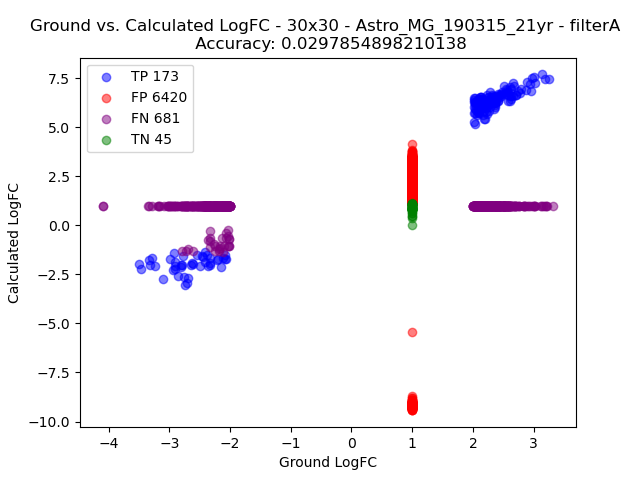 Ground vs. Calculated LogFC - 30x30 - Astro_MG_190315_21yr - filterA
Accuracy: 0.0297854898210138
TP 173
FP 6420
FN 681
TN 45
7.5
5.0
2.5
0.0
−2.5
−5.0
−7.5
−10.0
Calculated LogFC
−4
−3
−2
−1
0
1
2
3
Ground LogFC